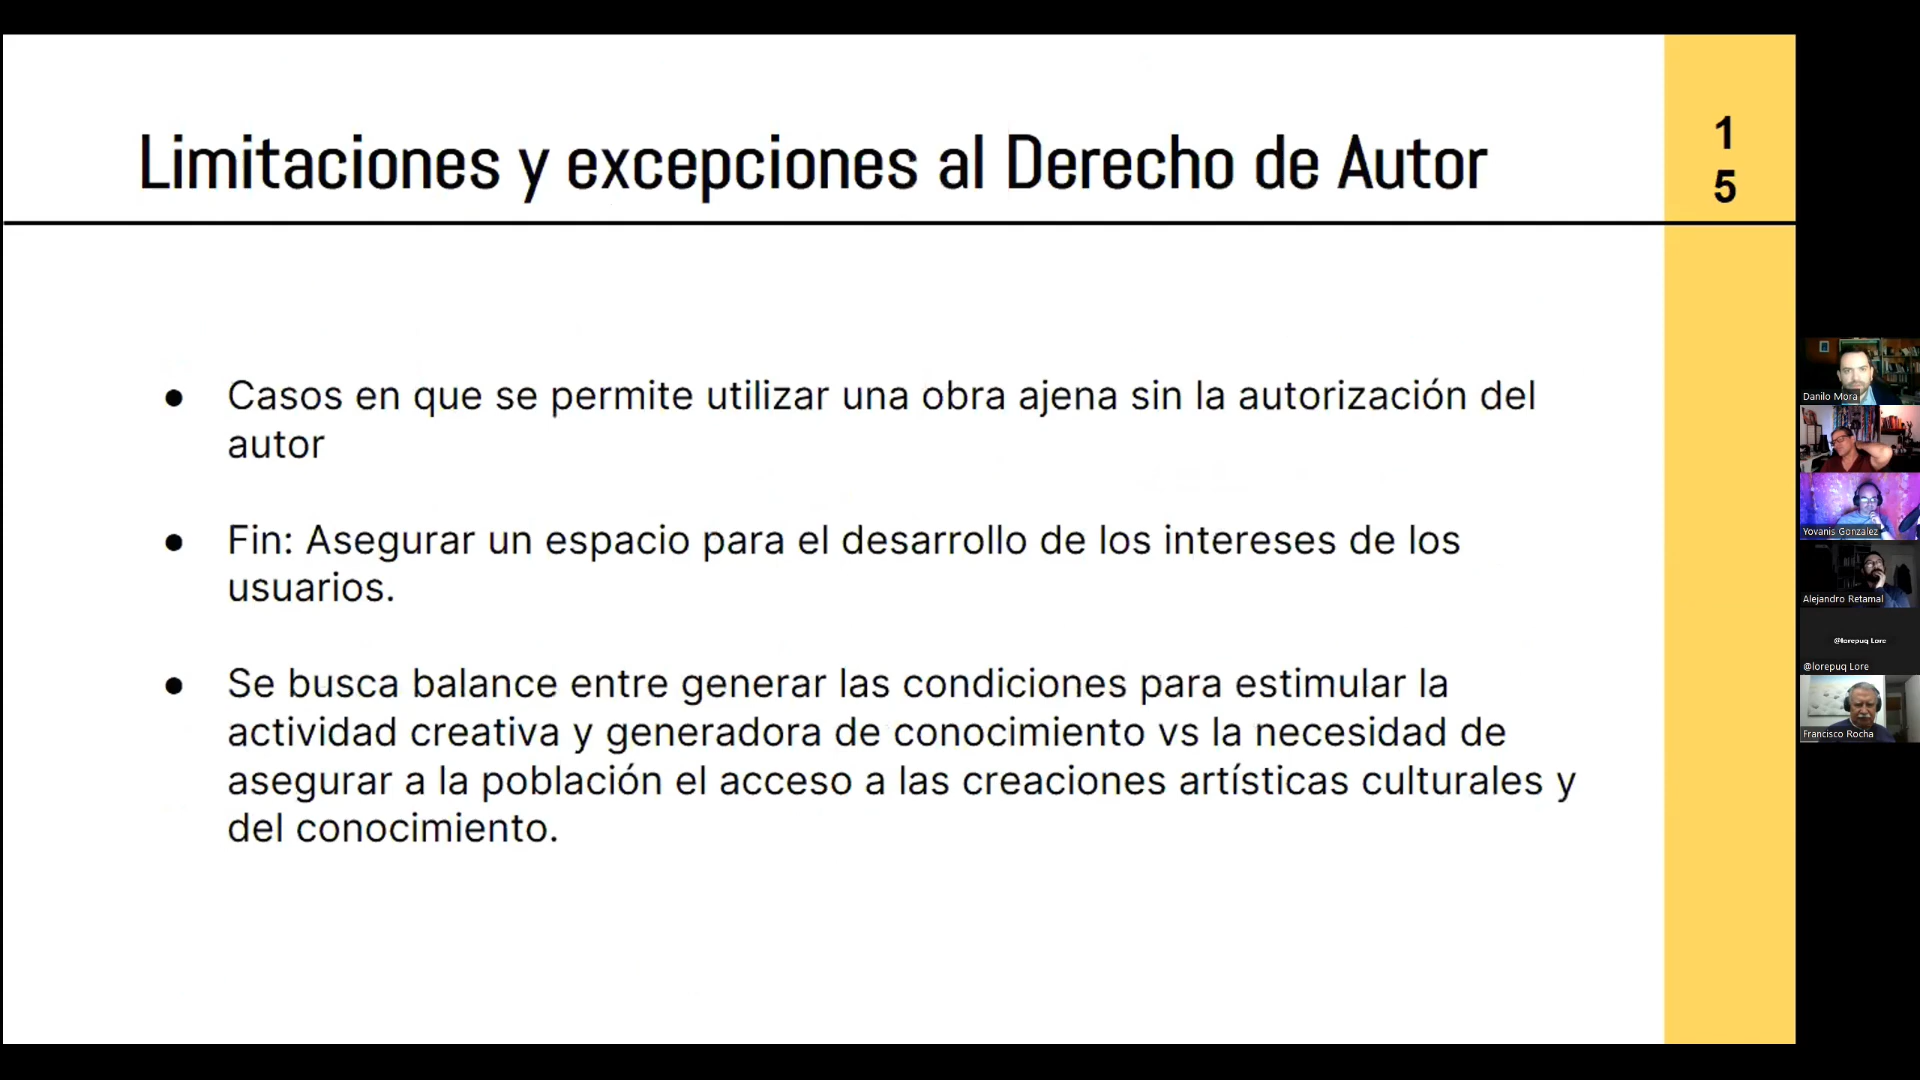 Limitaciones y excepciones al Derecho de Autor
1
5
● Casos en que se permite utilizar una obra ajena sin la autorización del
autor
● Fin: Asegurar un espacio para el desarrollo de los intereses de los
usuarios.
● Se busca balance entre generar las condiciones para estimular la
actividad creativa y generadora de conocimiento vs la necesidad de
asegurar a la población el acceso a las creaciones artísticas culturales y
del conocimiento.
Danilo Mora
Yovanis Gonzalez
Alejandro Retamal
@lorepuq Lore
@lorepuq Lore
Francisco Rocha